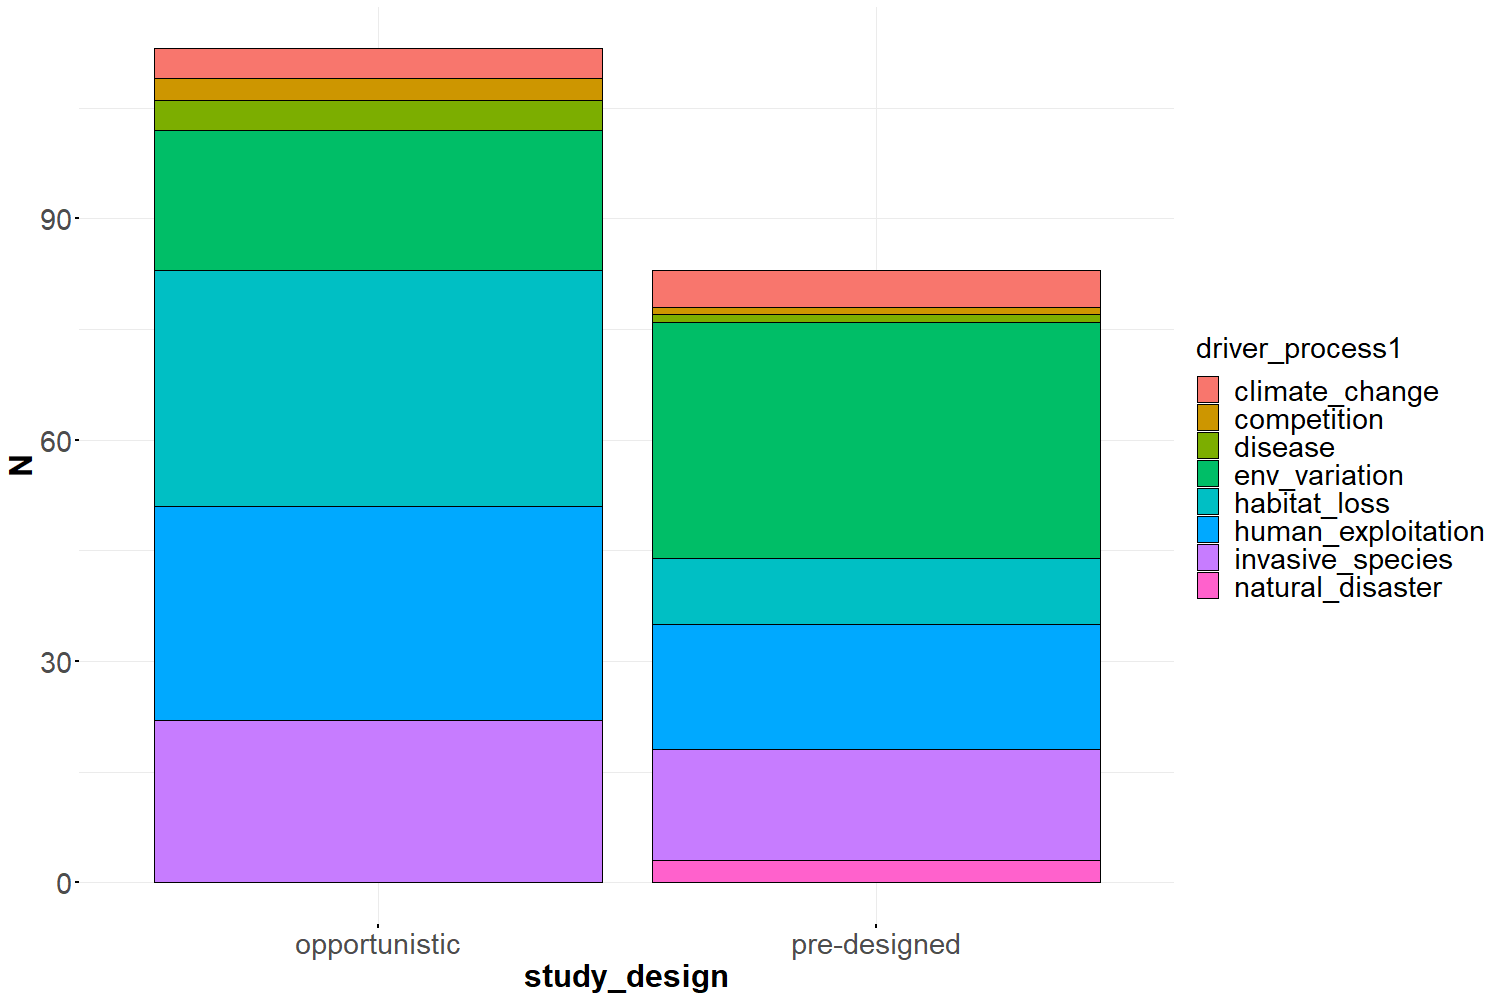 90
60
30
0
N
opportunistic
pre-designed
study_design
driver_process1
climate_change
competition
disease
env_variation
habitat_loss
human_exploitation
invasive_species
natural_disaster